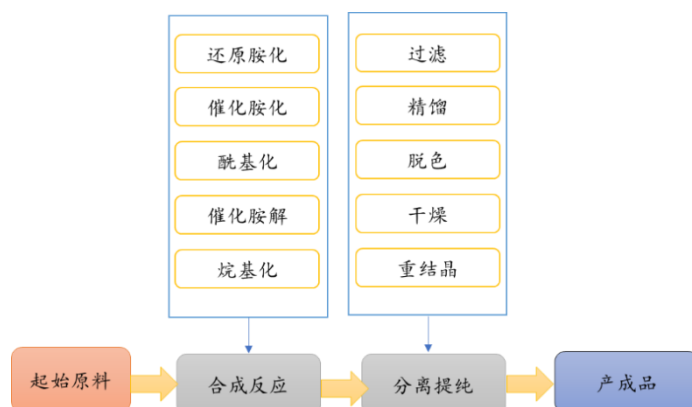 还原胺化
催化胺化
酰基化
催化胺解
烷基化
过滤
精馏
脱色
干燥
重结晶
起始原料
合成反应
分离提纯
产成品